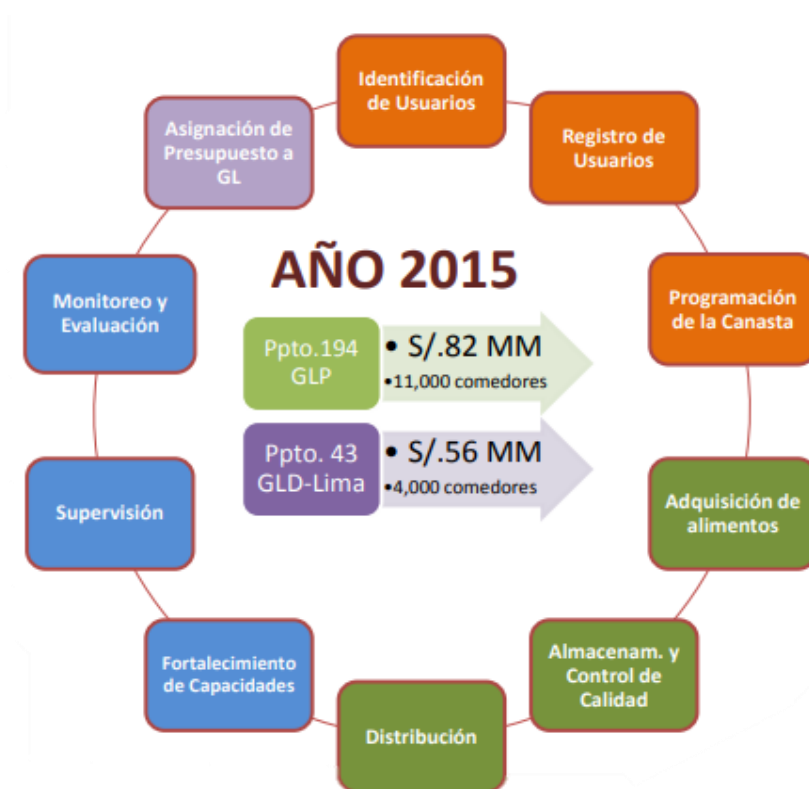 Identificación
de Usuarios
Registro de
Usuarios
Programación
de la Canasta
Adquisición de
alimentos
Almacenam. y
Control de
Calidad
Distribución
Fortalecimiento
de Capacidades
Supervisión
Monitoreo y
Evaluación
Asignación de
Presupuesto a
GL
AÑO 2015
Ppto.194
GLP
• S/.82 MM
•11,000 comedores
Ppto. 43
GLD-Lima
• S/.56 MM
•4,000 comedores